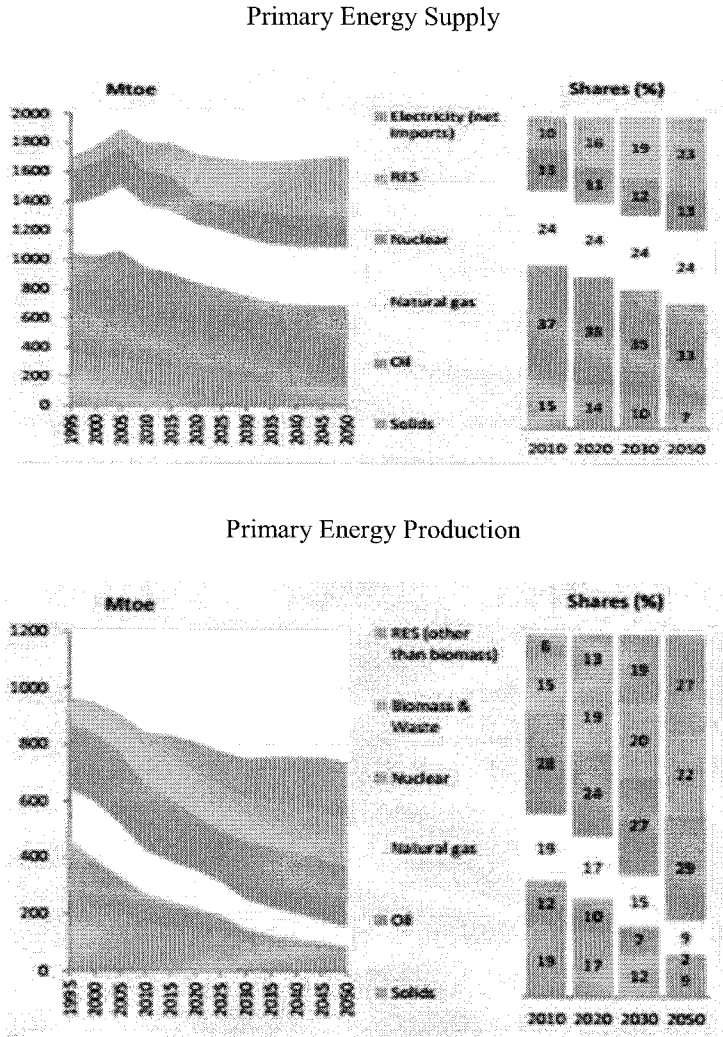 Primary Energy Supply
Mtoe
2000
1800
1600
1400
1200
1000
800
600
400
200
0
1995
2000
2005
2010
2015
2020
2025
2030
2035
2040
2045
2050
Electricity (net
imports)
RES
Nuclear
Natural gas
Oil
Solids
Shares (%)
10 16 19 23
13 11 12 13
24 24 24 24
37 35 33
15 14 10 7
2010 2020 2030 2050
Primary Energy Production
Mtoe
1200
1000
800
600
400
200
0
1995
2000
2005
2010
2015
2020
2025
2030
2035
2040
2045
2050
RES (other
than biomass)
Biomass &
Waste
Nuclear
Natural gas
Oil
Solids
Shares (%)
6 13 19 27
15 19 20 22
28 27 29
19 17 15 9
12 10 7 2
19 17 12 9
2010 2020 2030 2050